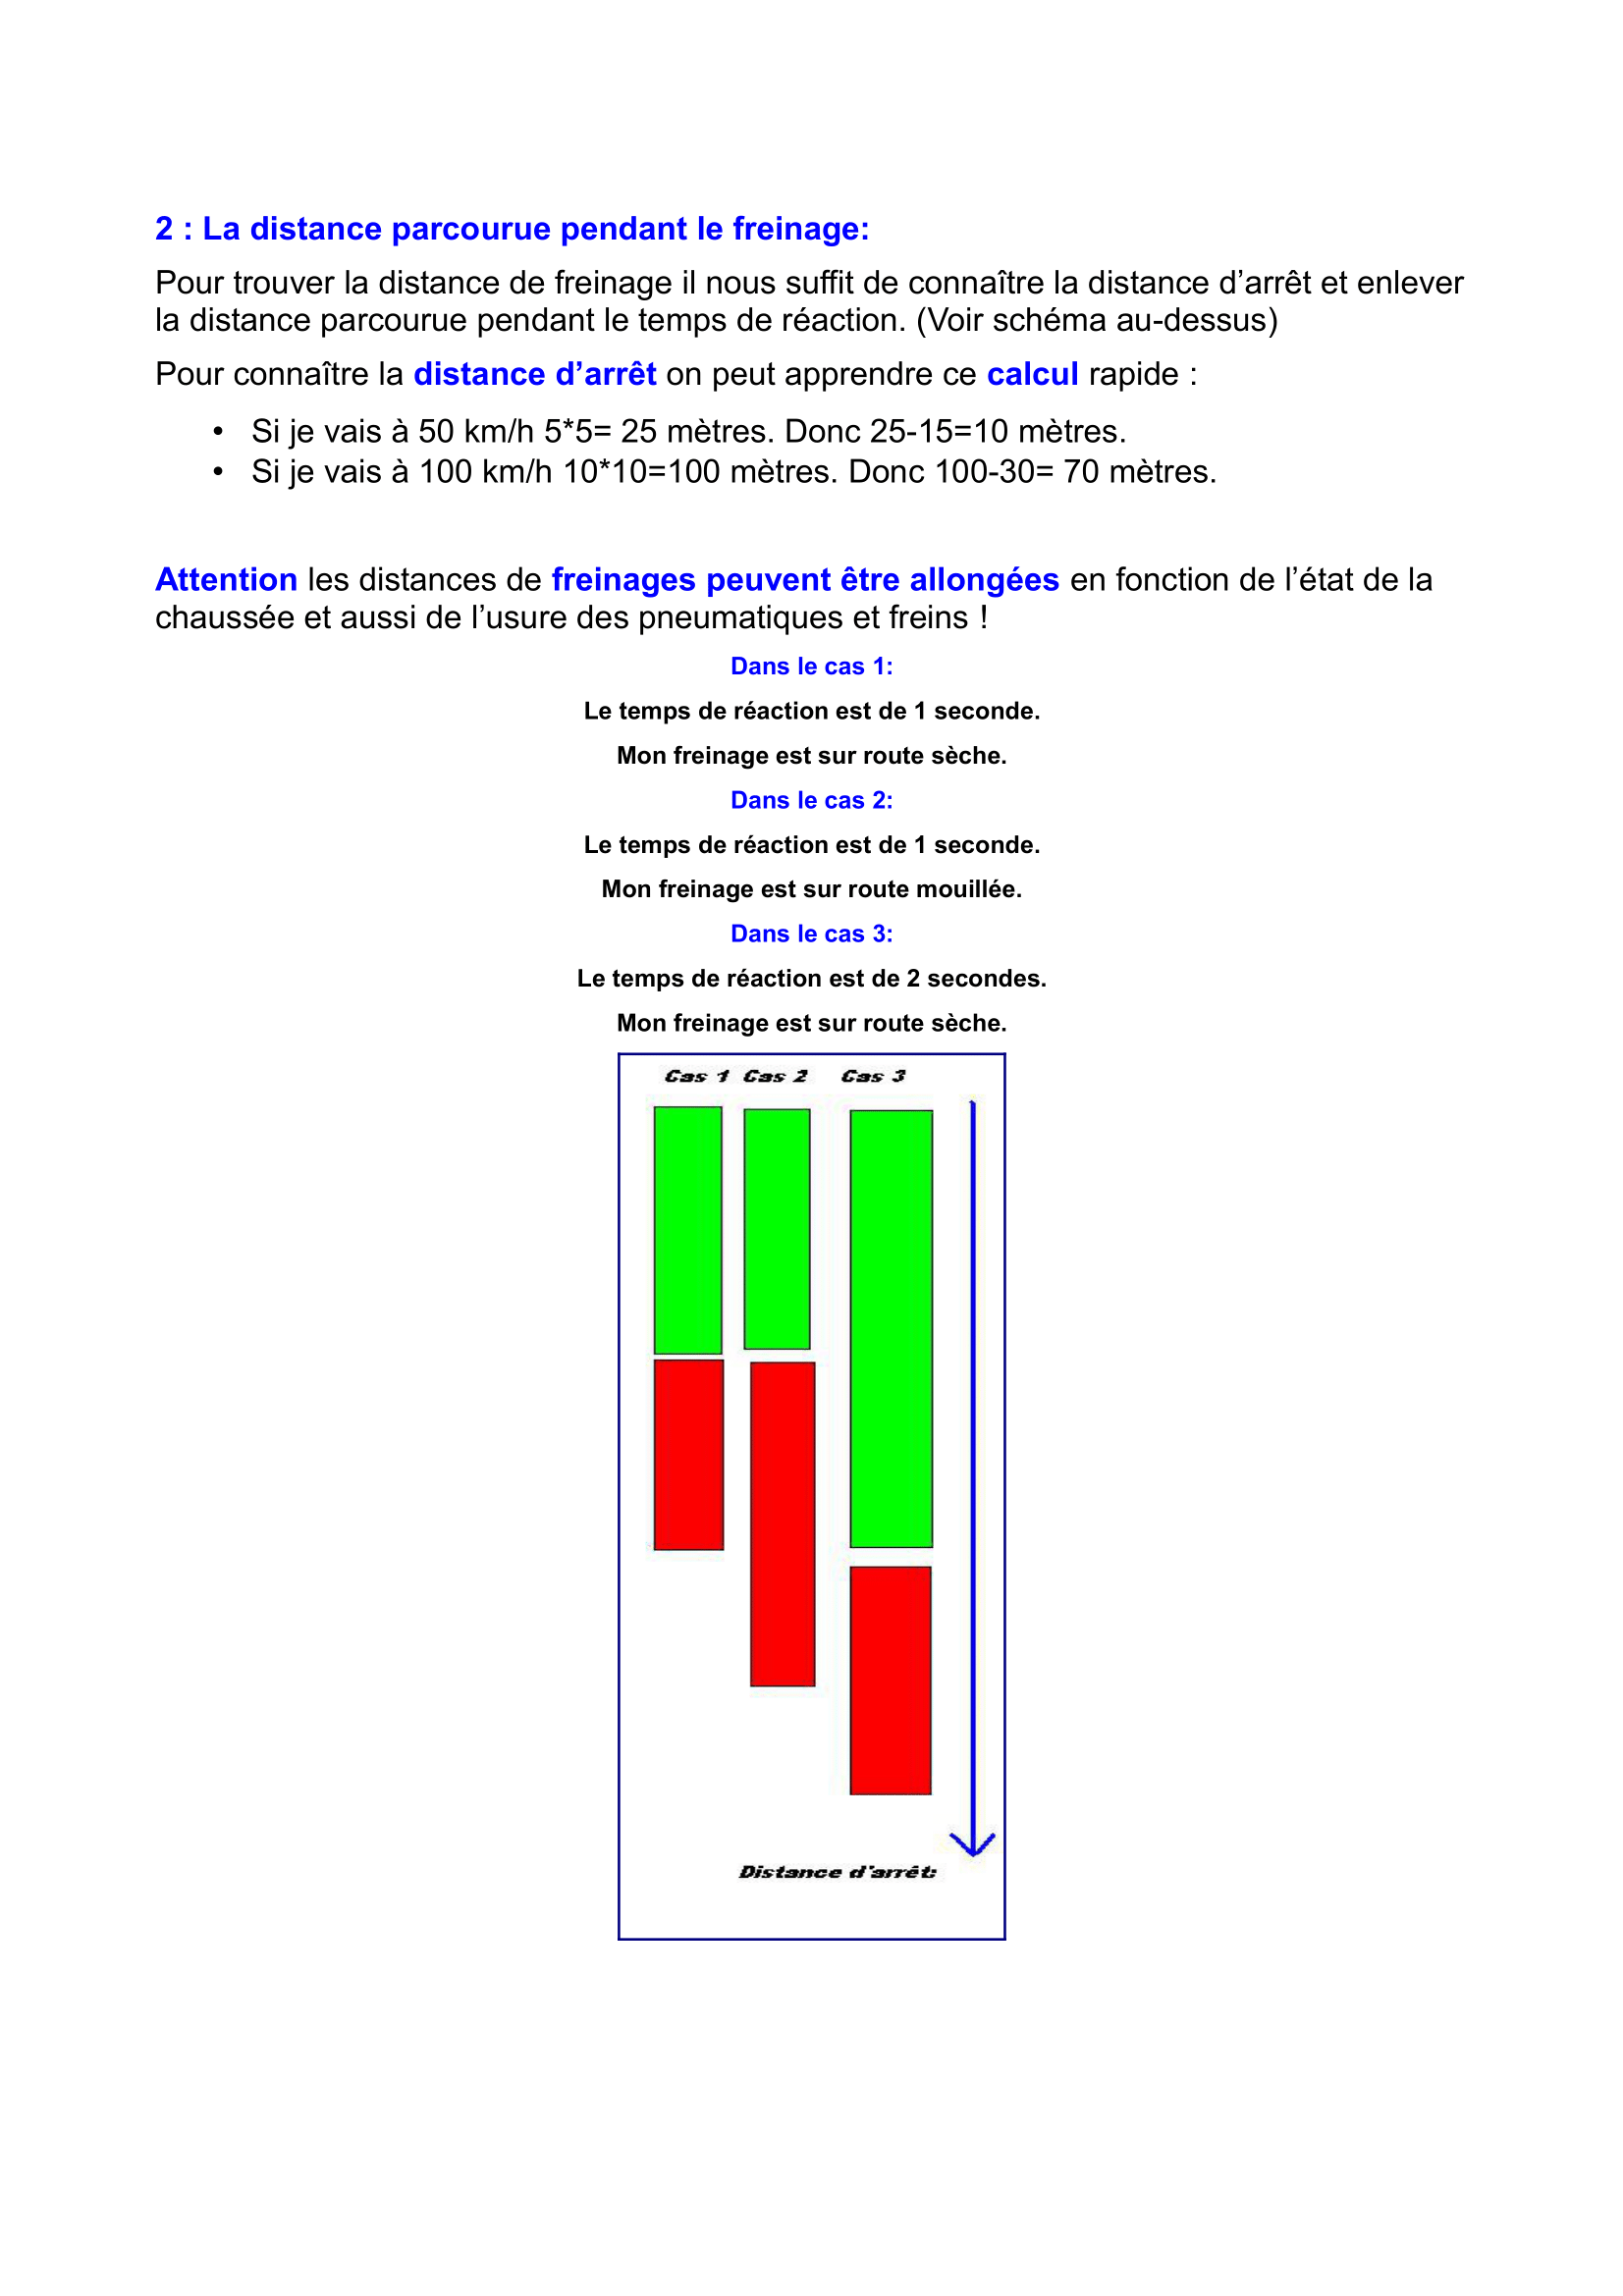 2 : La distance parcourue pendant le freinage:
Pour trouver la distance de freinage il nous suffit de connaître la distance d’arrêt et enlever
la distance parcourue pendant le temps de réaction. (Voir schéma au-dessus)
Pour connaître la distance d’arrêt on peut apprendre ce calcul rapide :
• Si je vais à 50 km/h 5*5= 25 mètres. Donc 25-15=10 mètres.
• Si je vais à 100 km/h 10*10=100 mètres. Donc 100-30= 70 mètres.
Attention les distances de freinages peuvent être allongées en fonction de l’état de la
chaussée et aussi de l’usure des pneumatiques et freins !
Dans le cas 1:
Le temps de réaction est de 1 seconde.
Mon freinage est sur route sèche.
Dans le cas 2:
Le temps de réaction est de 1 seconde.
Mon freinage est sur route mouillée.
Dans le cas 3:
Le temps de réaction est de 2 secondes.
Mon freinage est sur route sèche.
Cas 1 Cas 2 Cas 3
Distance d'arrêt: